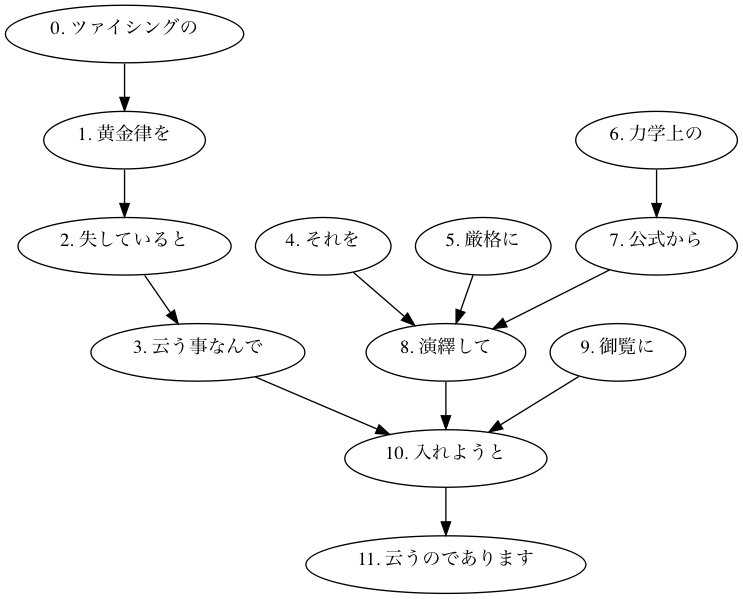 0. ツァイシングの
1. 黄金律を
6. 力学上の
2. 失していると
4. それを
5. 厳格に
7. 公式から
3. 云う事なんで
8. 演繹して
9. 御覧に
10. 入れようと
11. 云うのであります